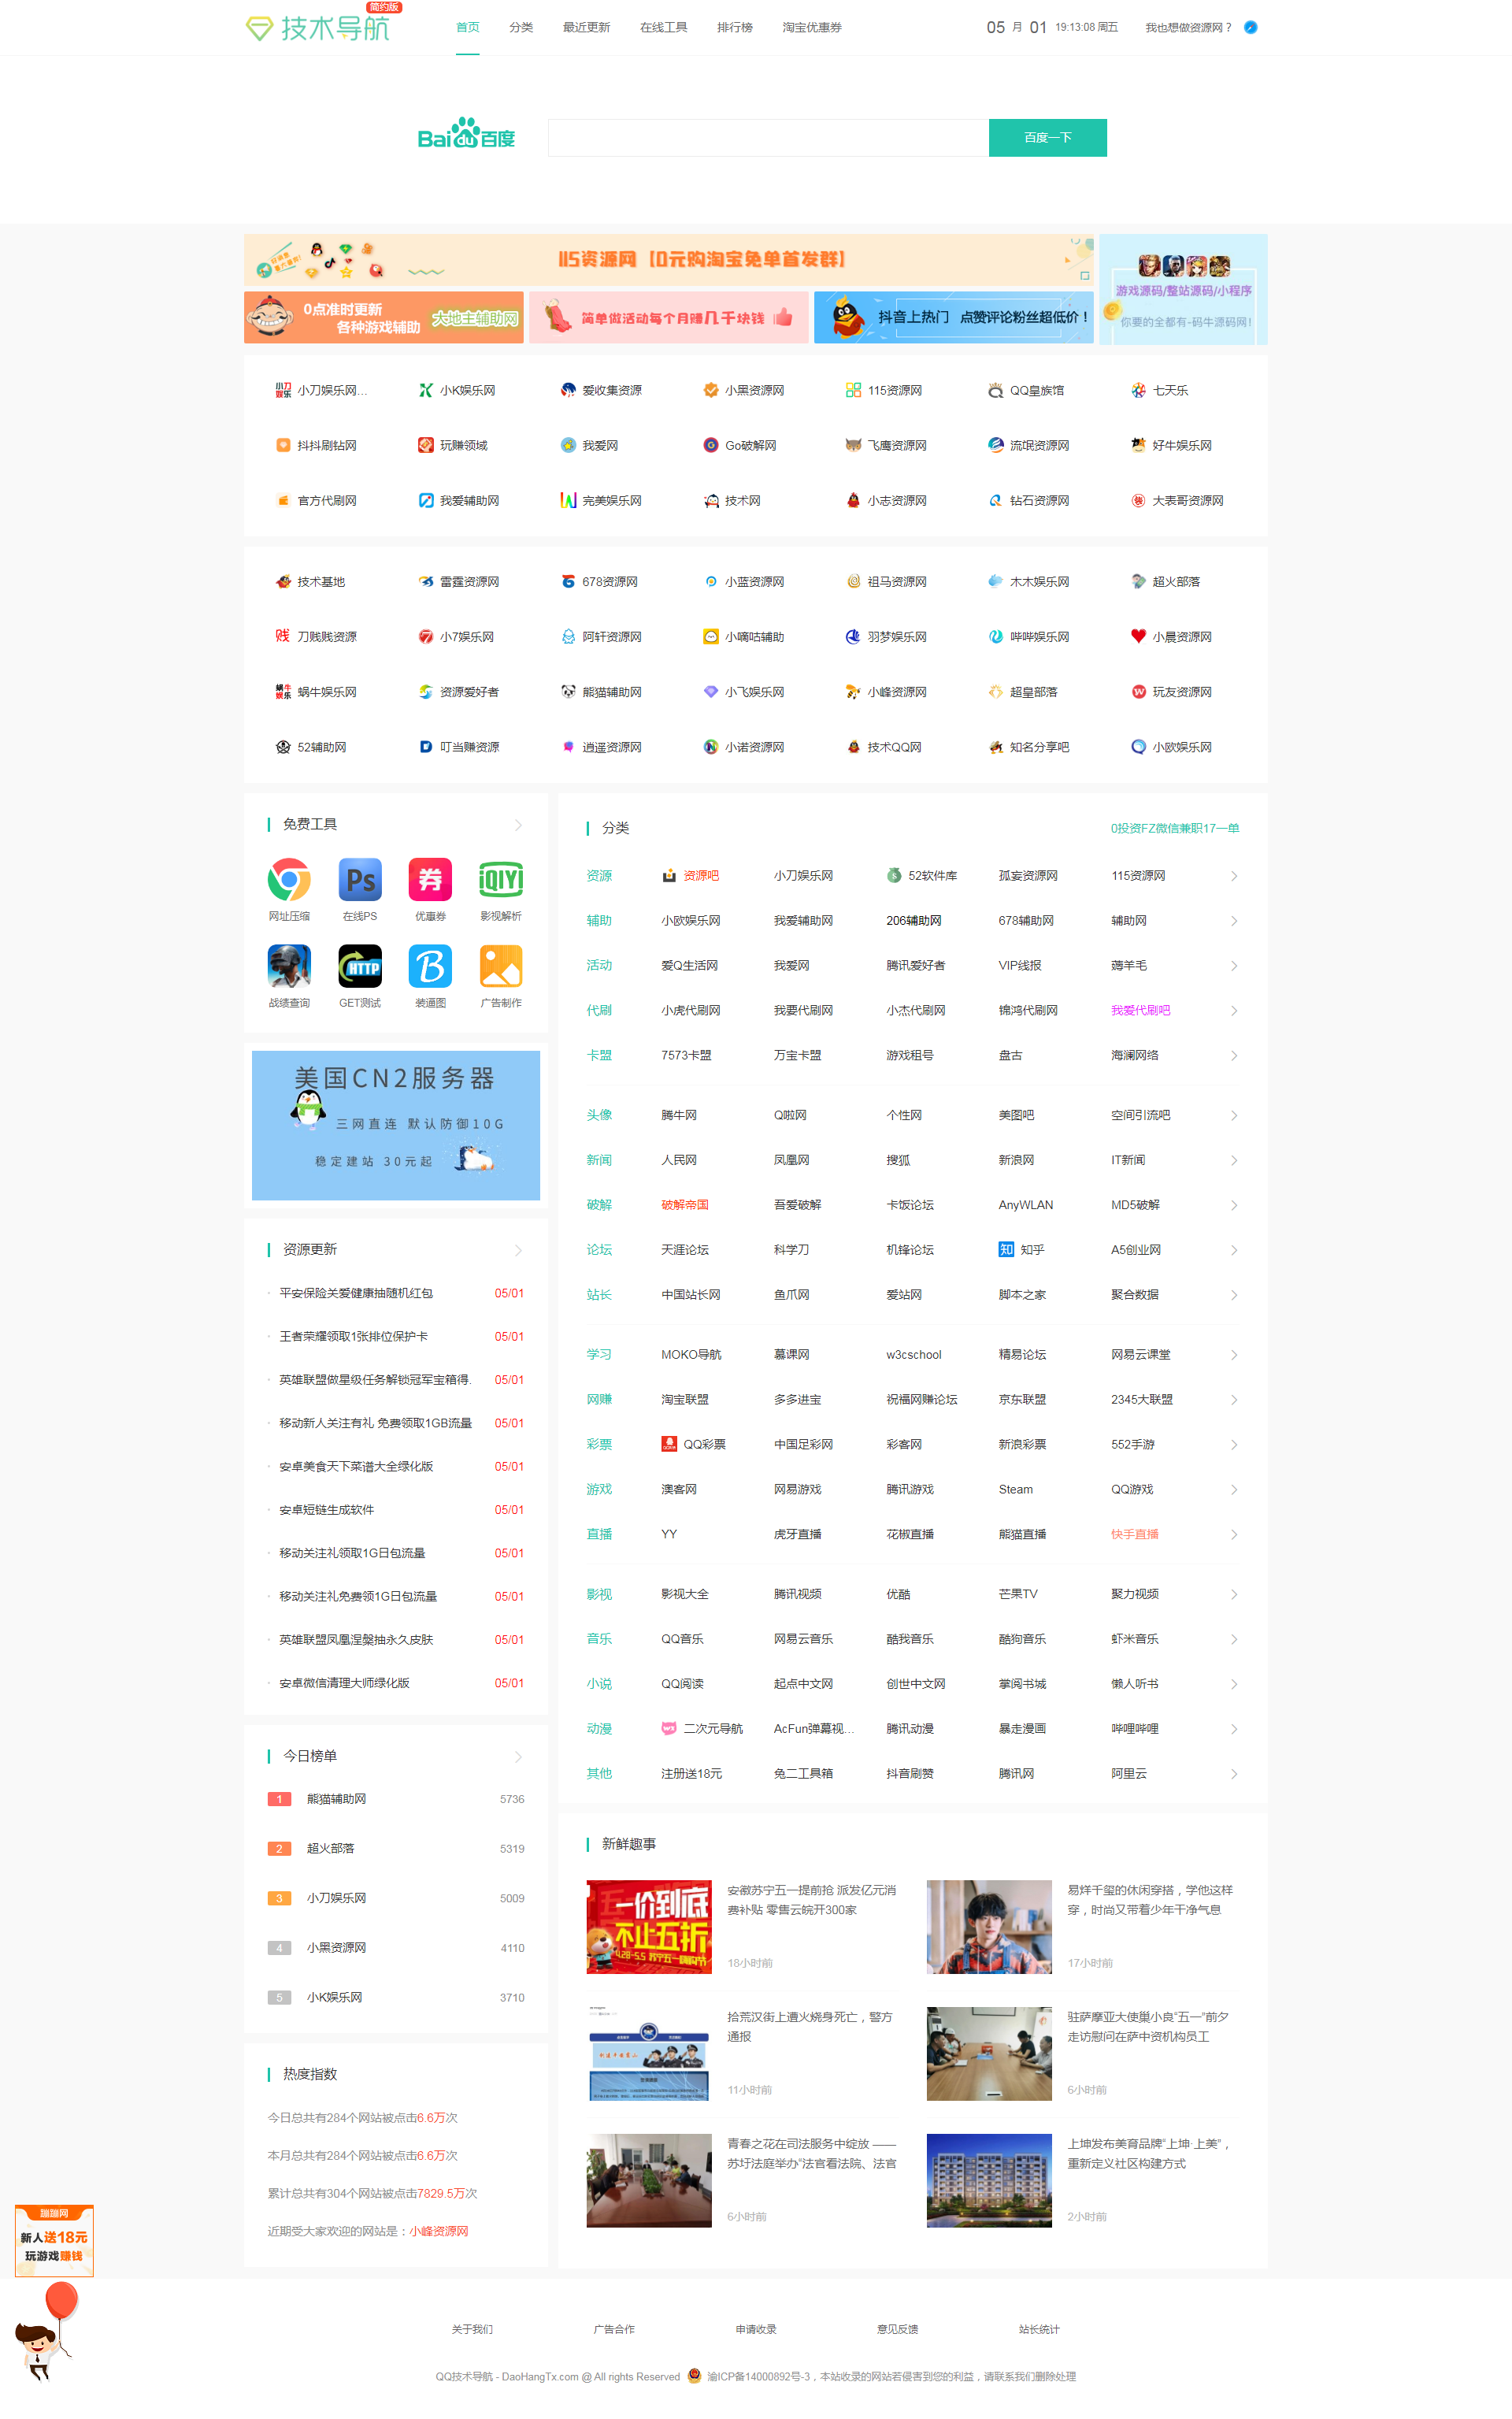 技术导航 简约版
首页 分类 最近更新 在线工具 排行榜 淘宝优惠券
05 月 01 19:13:08 周五 我也想做资源网？
Bai du 百度 百度一下
115资源网【0元购淘宝免单首发群】
0点准时更新
各种游戏辅助 大地主辅助网
简单做活动每个月赚几千块钱
抖音上热门 点赞评论粉丝超低价！
游戏源码/整站源码/小程序
你要的全都有-码牛源码网!
小刀娱乐网... 小K娱乐网 爱收集资源 小黑资源网 115资源网 QQ皇族馆 七天乐
抖抖刷钻网 玩赚领域 我爱网 Go破解网 飞鹰资源网 流氓资源网 好牛娱乐网
官方代刷网 我爱辅助网 完美娱乐网 技术网 小志资源网 钻石资源网 大表哥资源网
技术基地 雷霆资源网 678资源网 小蓝资源网 祖马资源网 木木娱乐网 超火部落
刀贱贱资源 小7娱乐网 阿轩资源网 小嘀咕辅助 羽梦娱乐网 哔哔娱乐网 小晨资源网
蜗牛娱乐网 资源爱好者 熊猫辅助网 小飞娱乐网 小峰资源网 超皇部落 玩友资源网
52辅助网 叮当赚资源 逍遥资源网 小诺资源网 技术QQ网 知名分享吧 小欧娱乐网
免费工具
网址压缩 在线PS 优惠券 影视解析
战绩查询 GET测试 装逼图 广告制作
美国CN2服务器
三网直连 默认防御10G
稳定建站 30元起
资源更新
平安保险关爱健康抽随机红包 05/01
王者荣耀领取1张排位保护卡 05/01
英雄联盟做星级任务解锁冠军宝箱得. 05/01
移动新人关注有礼 免费领取1GB流量 05/01
安卓美食天下菜谱大全绿化版 05/01
安卓短链生成软件 05/01
移动关注礼领取1G日包流量 05/01
移动关注礼免费领1G日包流量 05/01
英雄联盟凤凰涅槃抽永久皮肤 05/01
安卓微信清理大师绿化版 05/01
今日榜单
1 熊猫辅助网 5736
2 超火部落 5319
3 小刀娱乐网 5009
4 小黑资源网 4110
5 小K娱乐网 3710
热度指数
今日总共有284个网站被点击6.6万次
本月总共有284个网站被点击6.6万次
累计总共有304个网站被点击7829.5万次
近期受大家欢迎的网站是：小峰资源网
分类 0投资FZ微信兼职17一单
资源 资源吧 小刀娱乐网 52软件库 孤妄资源网 115资源网
辅助 小欧娱乐网 我爱辅助网 206辅助网 678辅助网 辅助网
活动 爱Q生活网 我爱网 腾讯爱好者 VIP线报 薅羊毛
代刷 小虎代刷网 我要代刷网 小杰代刷网 锦鸿代刷网 我爱代刷吧
卡盟 7573卡盟 万宝卡盟 游戏租号 盘古 海澜网络
头像 腾牛网 Q啦网 个性网 美图吧 空间引流吧
新闻 人民网 凤凰网 搜狐 新浪网 IT新闻
破解 破解帝国 吾爱破解 卡饭论坛 AnyWLAN MD5破解
论坛 天涯论坛 科学刀 机锋论坛 知乎 A5创业网
站长 中国站长网 鱼爪网 爱站网 脚本之家 聚合数据
学习 MOKO导航 慕课网 w3cschool 精易论坛 网易云课堂
网赚 淘宝联盟 多多进宝 祝福网赚论坛 京东联盟 2345大联盟
彩票 QQ彩票 中国足彩网 彩客网 新浪彩票 552手游
游戏 澳客网 网易游戏 腾讯游戏 Steam QQ游戏
直播 YY 虎牙直播 花椒直播 熊猫直播 快手直播
影视 影视大全 腾讯视频 优酷 芒果TV 聚力视频
音乐 QQ音乐 网易云音乐 酷我音乐 酷狗音乐 虾米音乐
小说 QQ阅读 起点中文网 创世中文网 掌阅书城 懒人听书
动漫 二次元导航 AcFun弹幕视... 腾讯动漫 暴走漫画 哔哩哔哩
其他 注册送18元 兔二工具箱 抖音刷赞 腾讯网 阿里云
新鲜趣事
一价到底
不止五折
安徽苏宁五一提前抢 派发亿元消
费补贴 零售云皖开300家
18小时前
易烊千玺的休闲穿搭，学他这样
穿，时尚又带着少年干净气息
17小时前
拾荒汉街上遭火烧身死亡，警方
通报
11小时前
驻萨摩亚大使巢小良“五一”前夕
走访慰问在萨中资机构员工
6小时前
青春之花在司法服务中绽放 ——
苏圩法庭举办“法官看法院、法官
6小时前
上坤发布美育品牌“上坤·上美”，
重新定义社区构建方式
2小时前
蹦蹦网
新人送18元
玩游戏赚钱
关于我们 广告合作 申请收录 意见反馈 站长统计
QQ技术导航 - DaoHangTx.com @ All rights Reserved 渝ICP备14000892号-3，本站收录的网站若侵害到您的利益，请联系我们删除处理